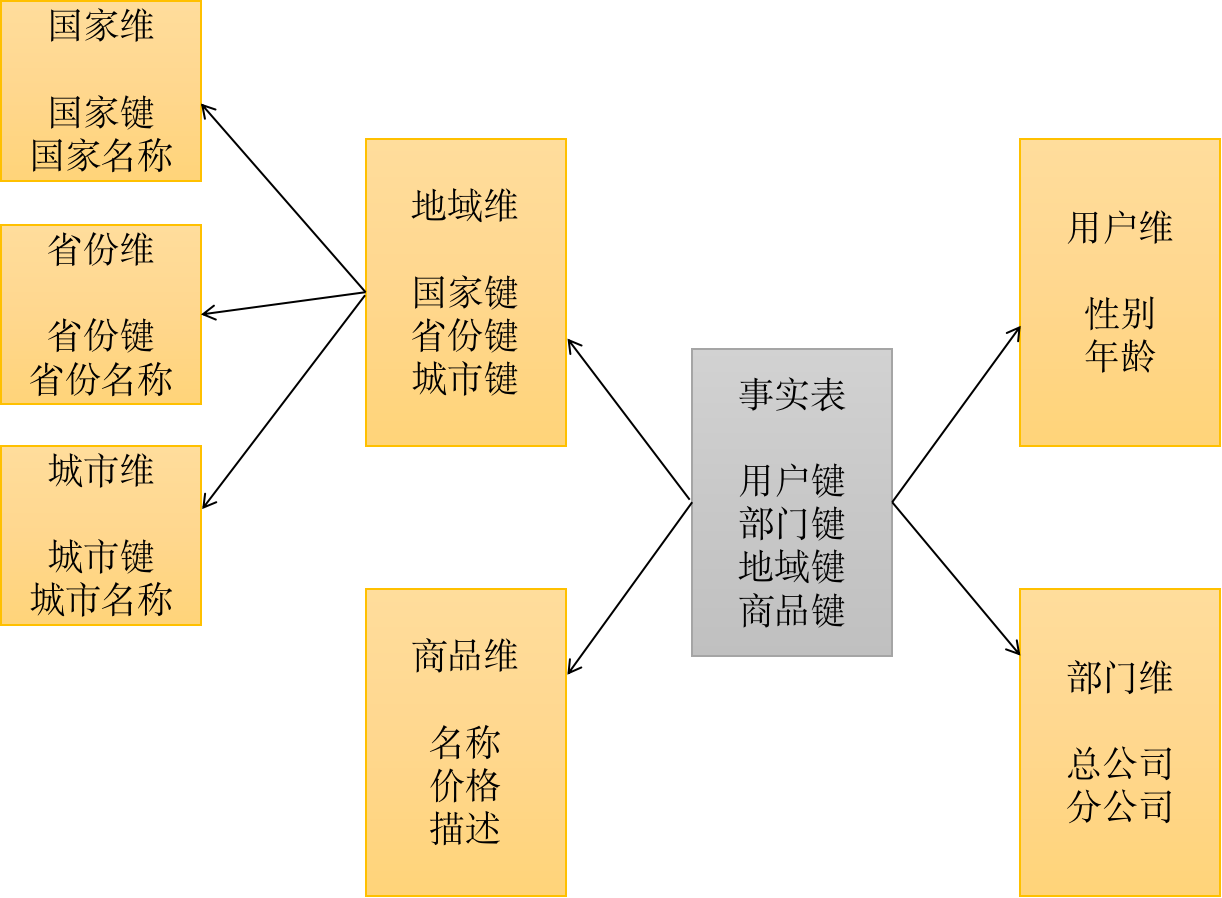 国家维
国家键
国家名称
省份维
省份键
省份名称
城市维
城市键
城市名称
地域维
国家键
省份键
城市键
商品维
名称
价格
描述
事实表
用户键
部门键
地域键
商品键
用户维
性别
年龄
部门维
总公司
分公司